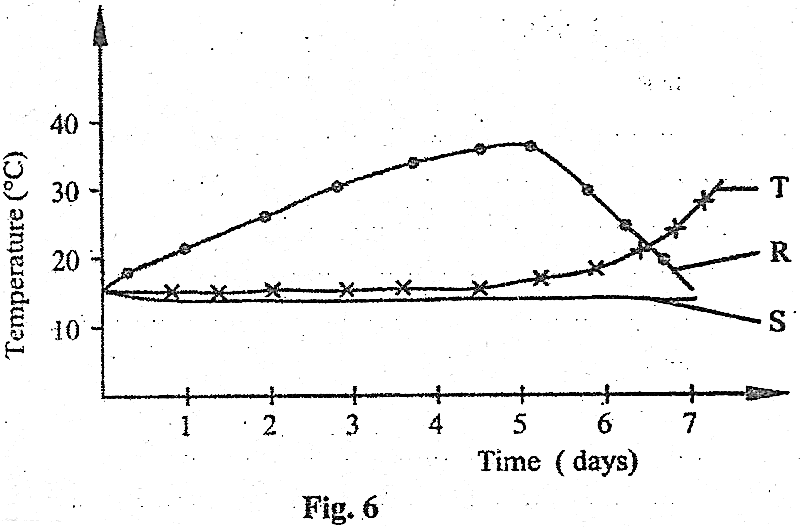 Temperature (°C)
40
30
20
10
T
R
S
1 2 3 4 5 6 7
Time ( days)
Fig. 6